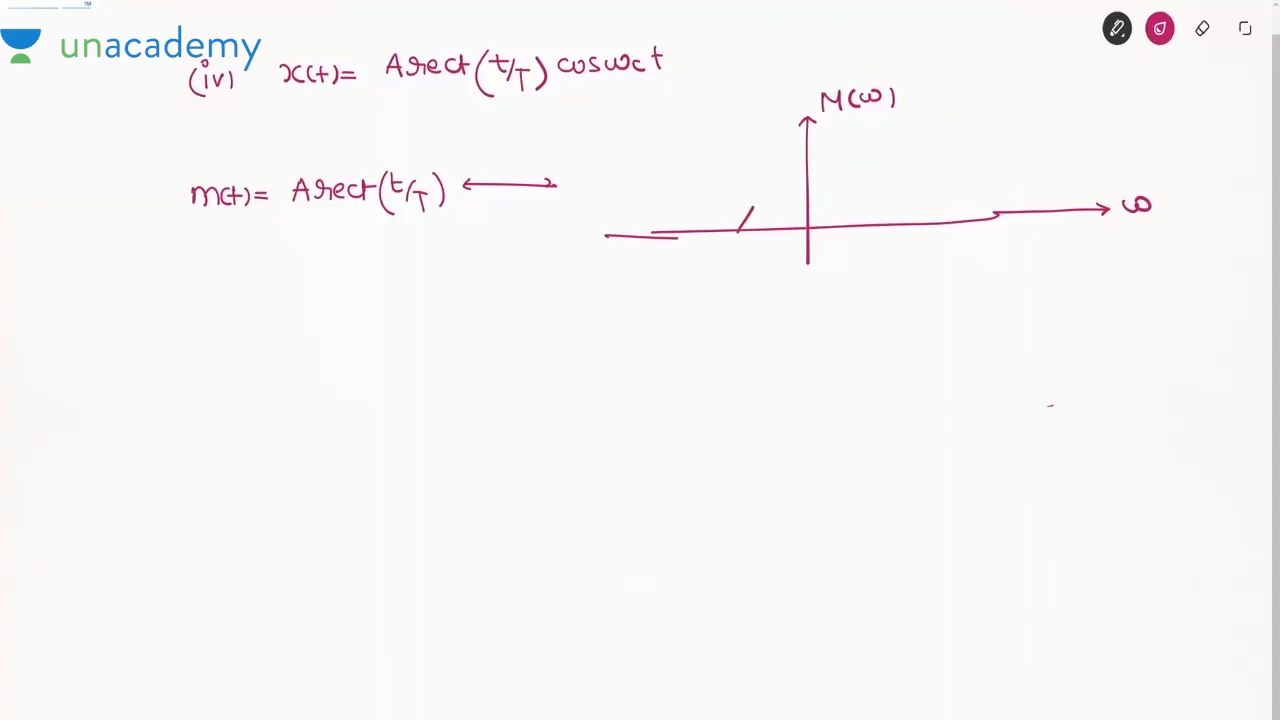 unacademy
(iv) x(t)= Arect(t/T) cosωct
M(ω)
m(t)= Arect(t/T) ⟷
ω